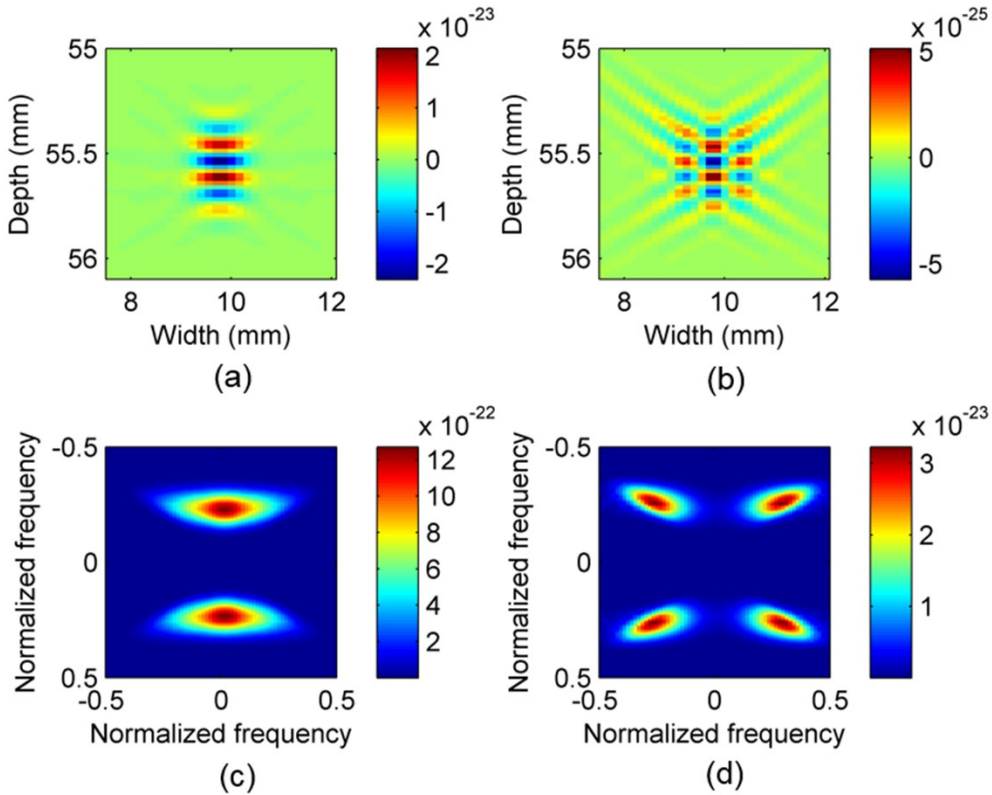 x 10-23
55
55.5
56
Depth (mm)
8 10 12
Width (mm)
2
1
0
-1
-2
(a)
x 10-25
55
55.5
56
Depth (mm)
8 10 12
Width (mm)
5
0
-5
(b)
x 10-22
-0.5
0
0.5
Normalized frequency
-0.5 0 0.5
Normalized frequency
12
10
8
6
4
2
(c)
x 10-23
-0.5
0
0.5
Normalized frequency
-0.5 0 0.5
Normalized frequency
3
2
1
(d)